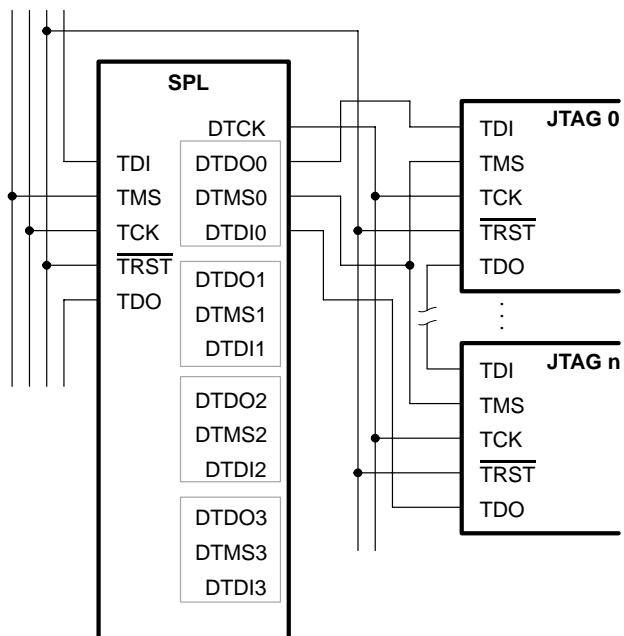 SPL
DTCK
DTDO0
DTMS0
DTDI0
TDI
TMS
TCK
TRST
TDO
DTDO1
DTMS1
DTDI1
DTDO2
DTMS2
DTDI2
DTDO3
DTMS3
DTDI3
JTAG 0
TDI
TMS
TCK
TRST
TDO
JTAG n
TDI
TMS
TCK
TRST
TDO